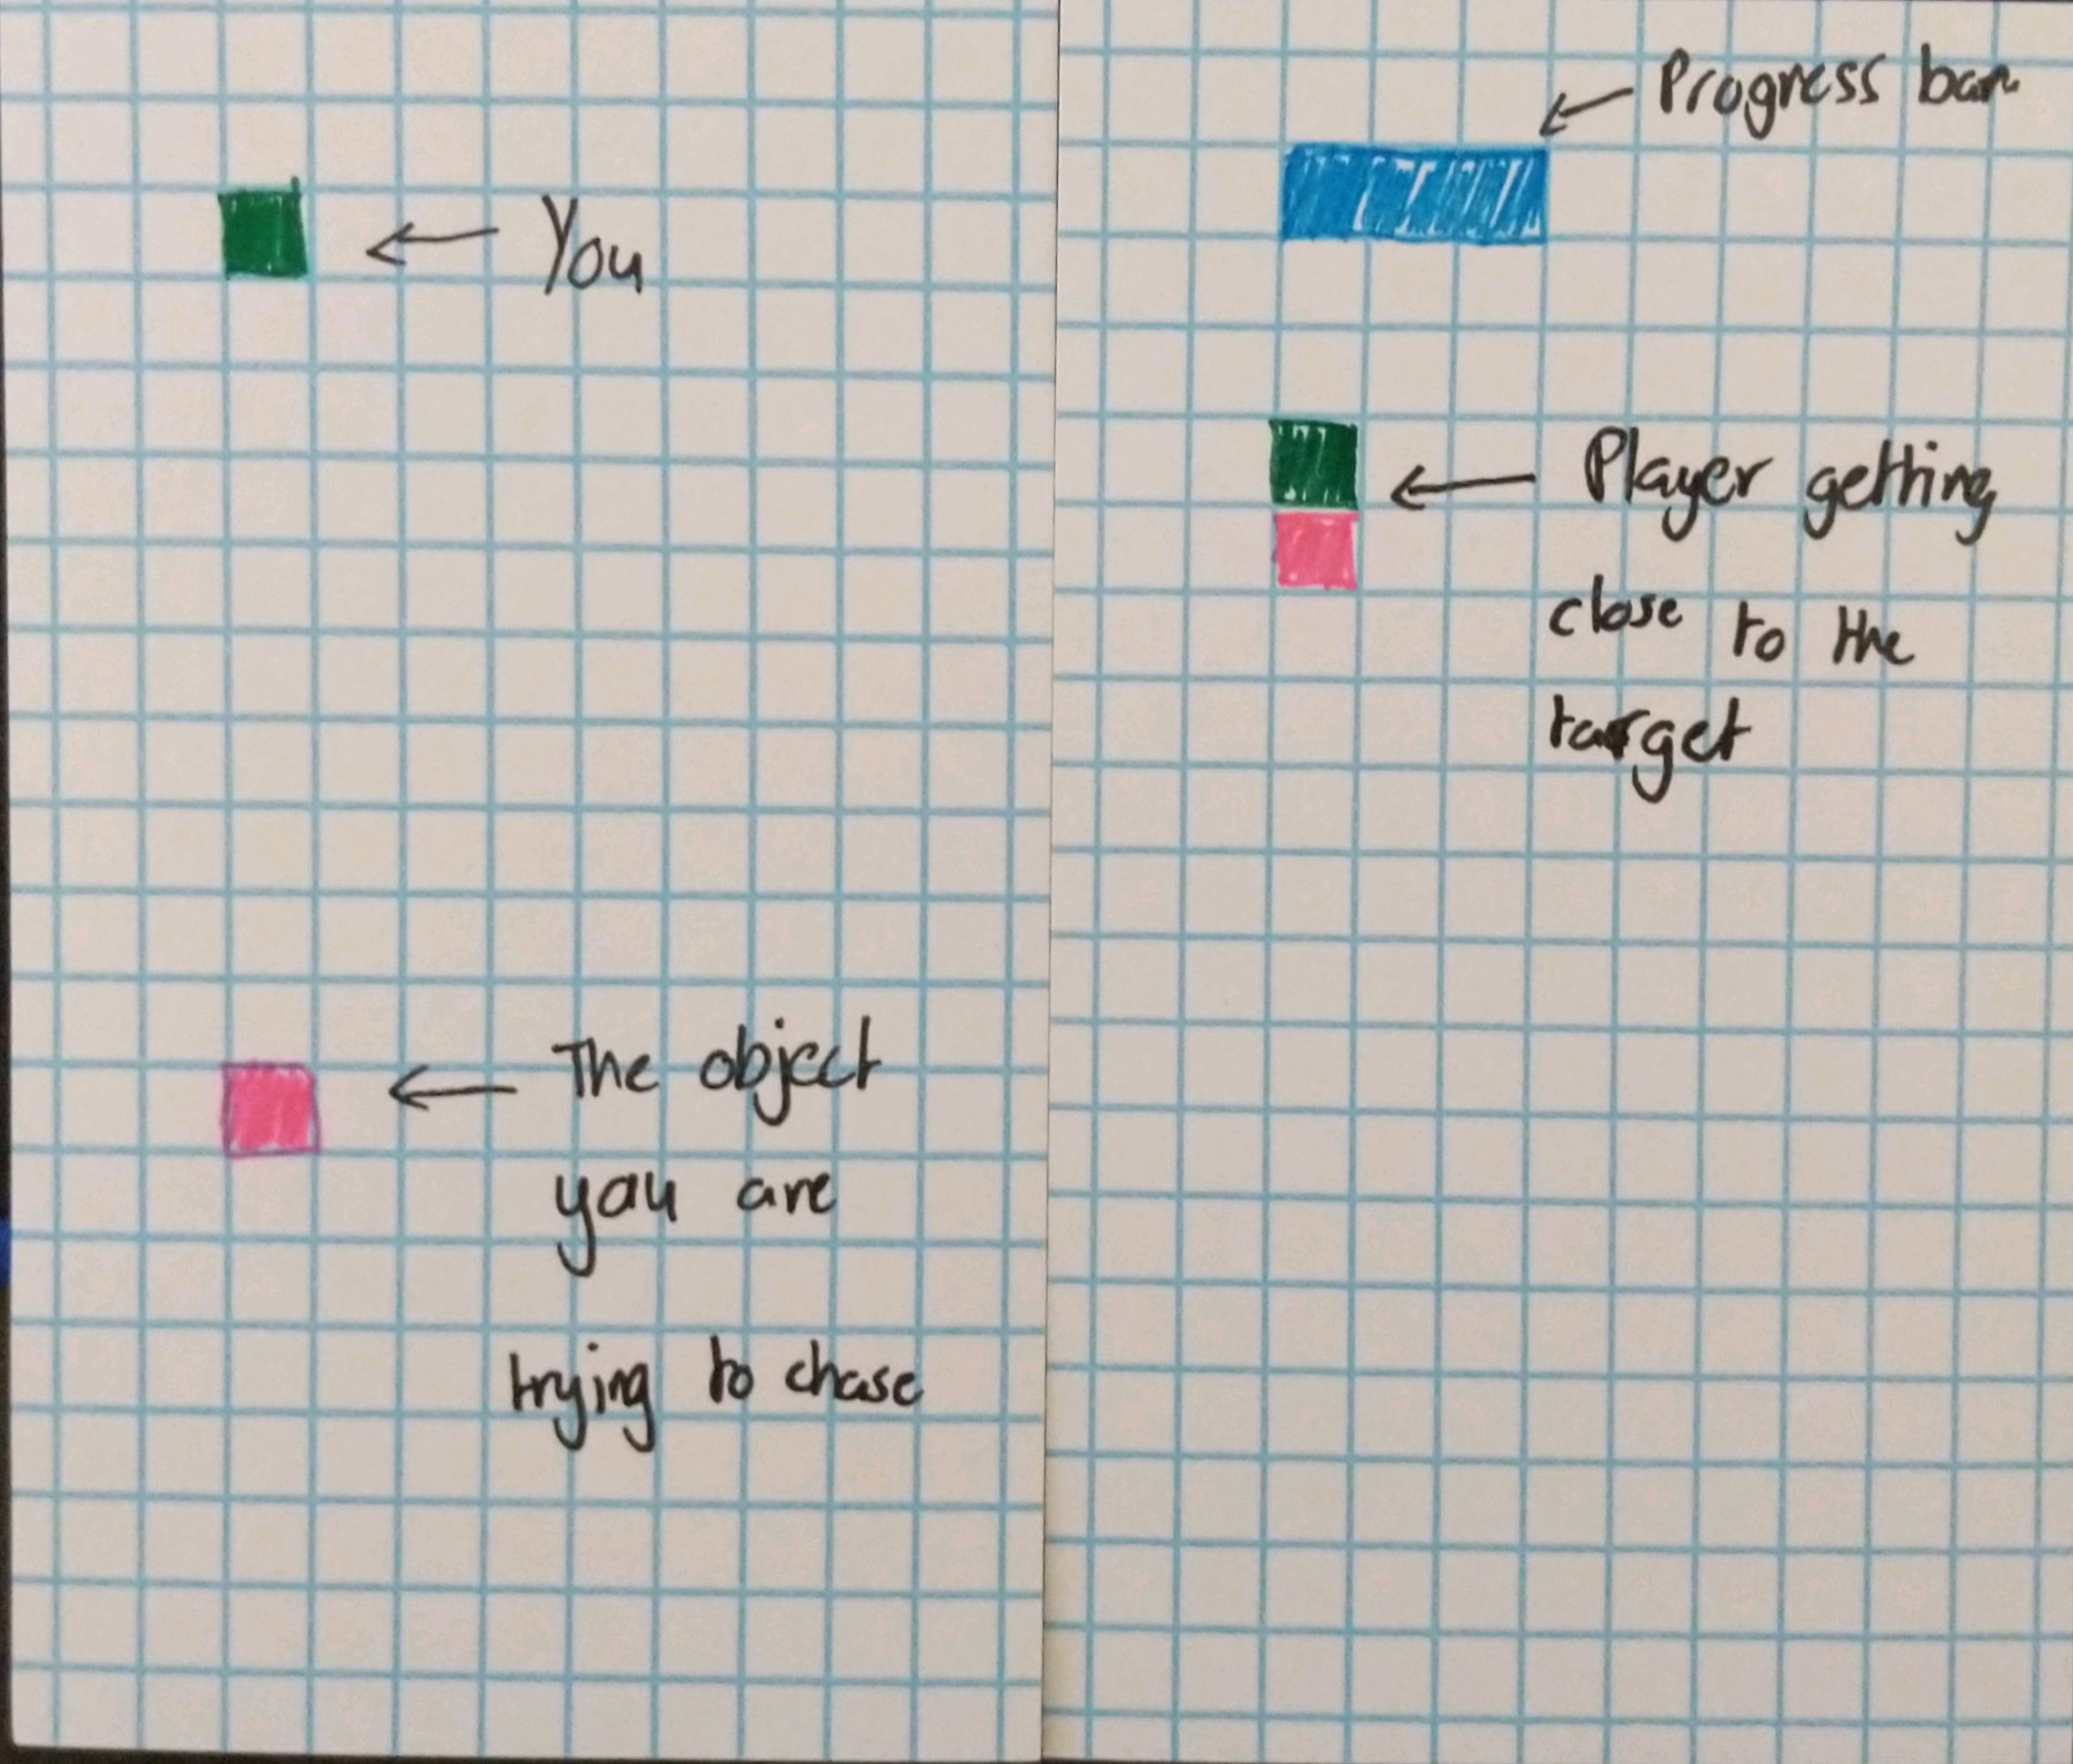 You
The object
you are
trying to chase
Progress bar
Player getting
close to the
target